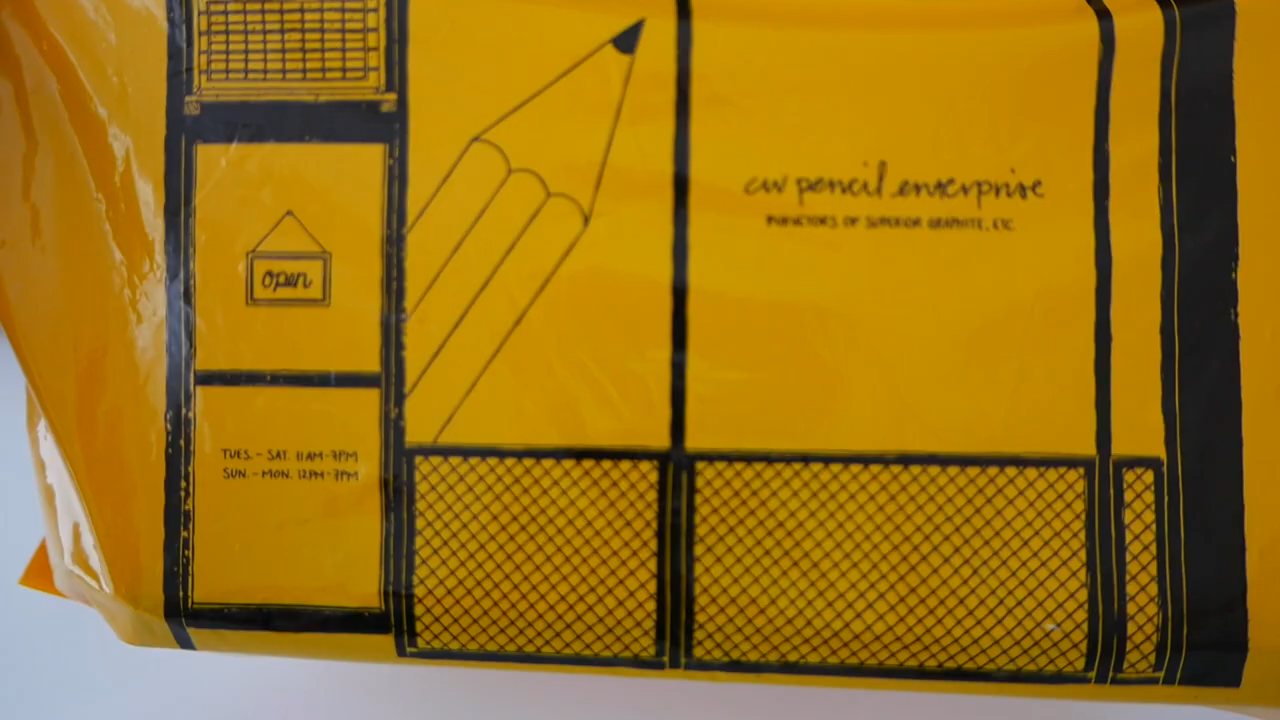 cw pencil enterprise
PURVEYORS OF SUPERIOR GRAPHITE, ETC.
open
TUES.-SAT. 11AM-7PM
SUN.-MON. 12PM-7PM